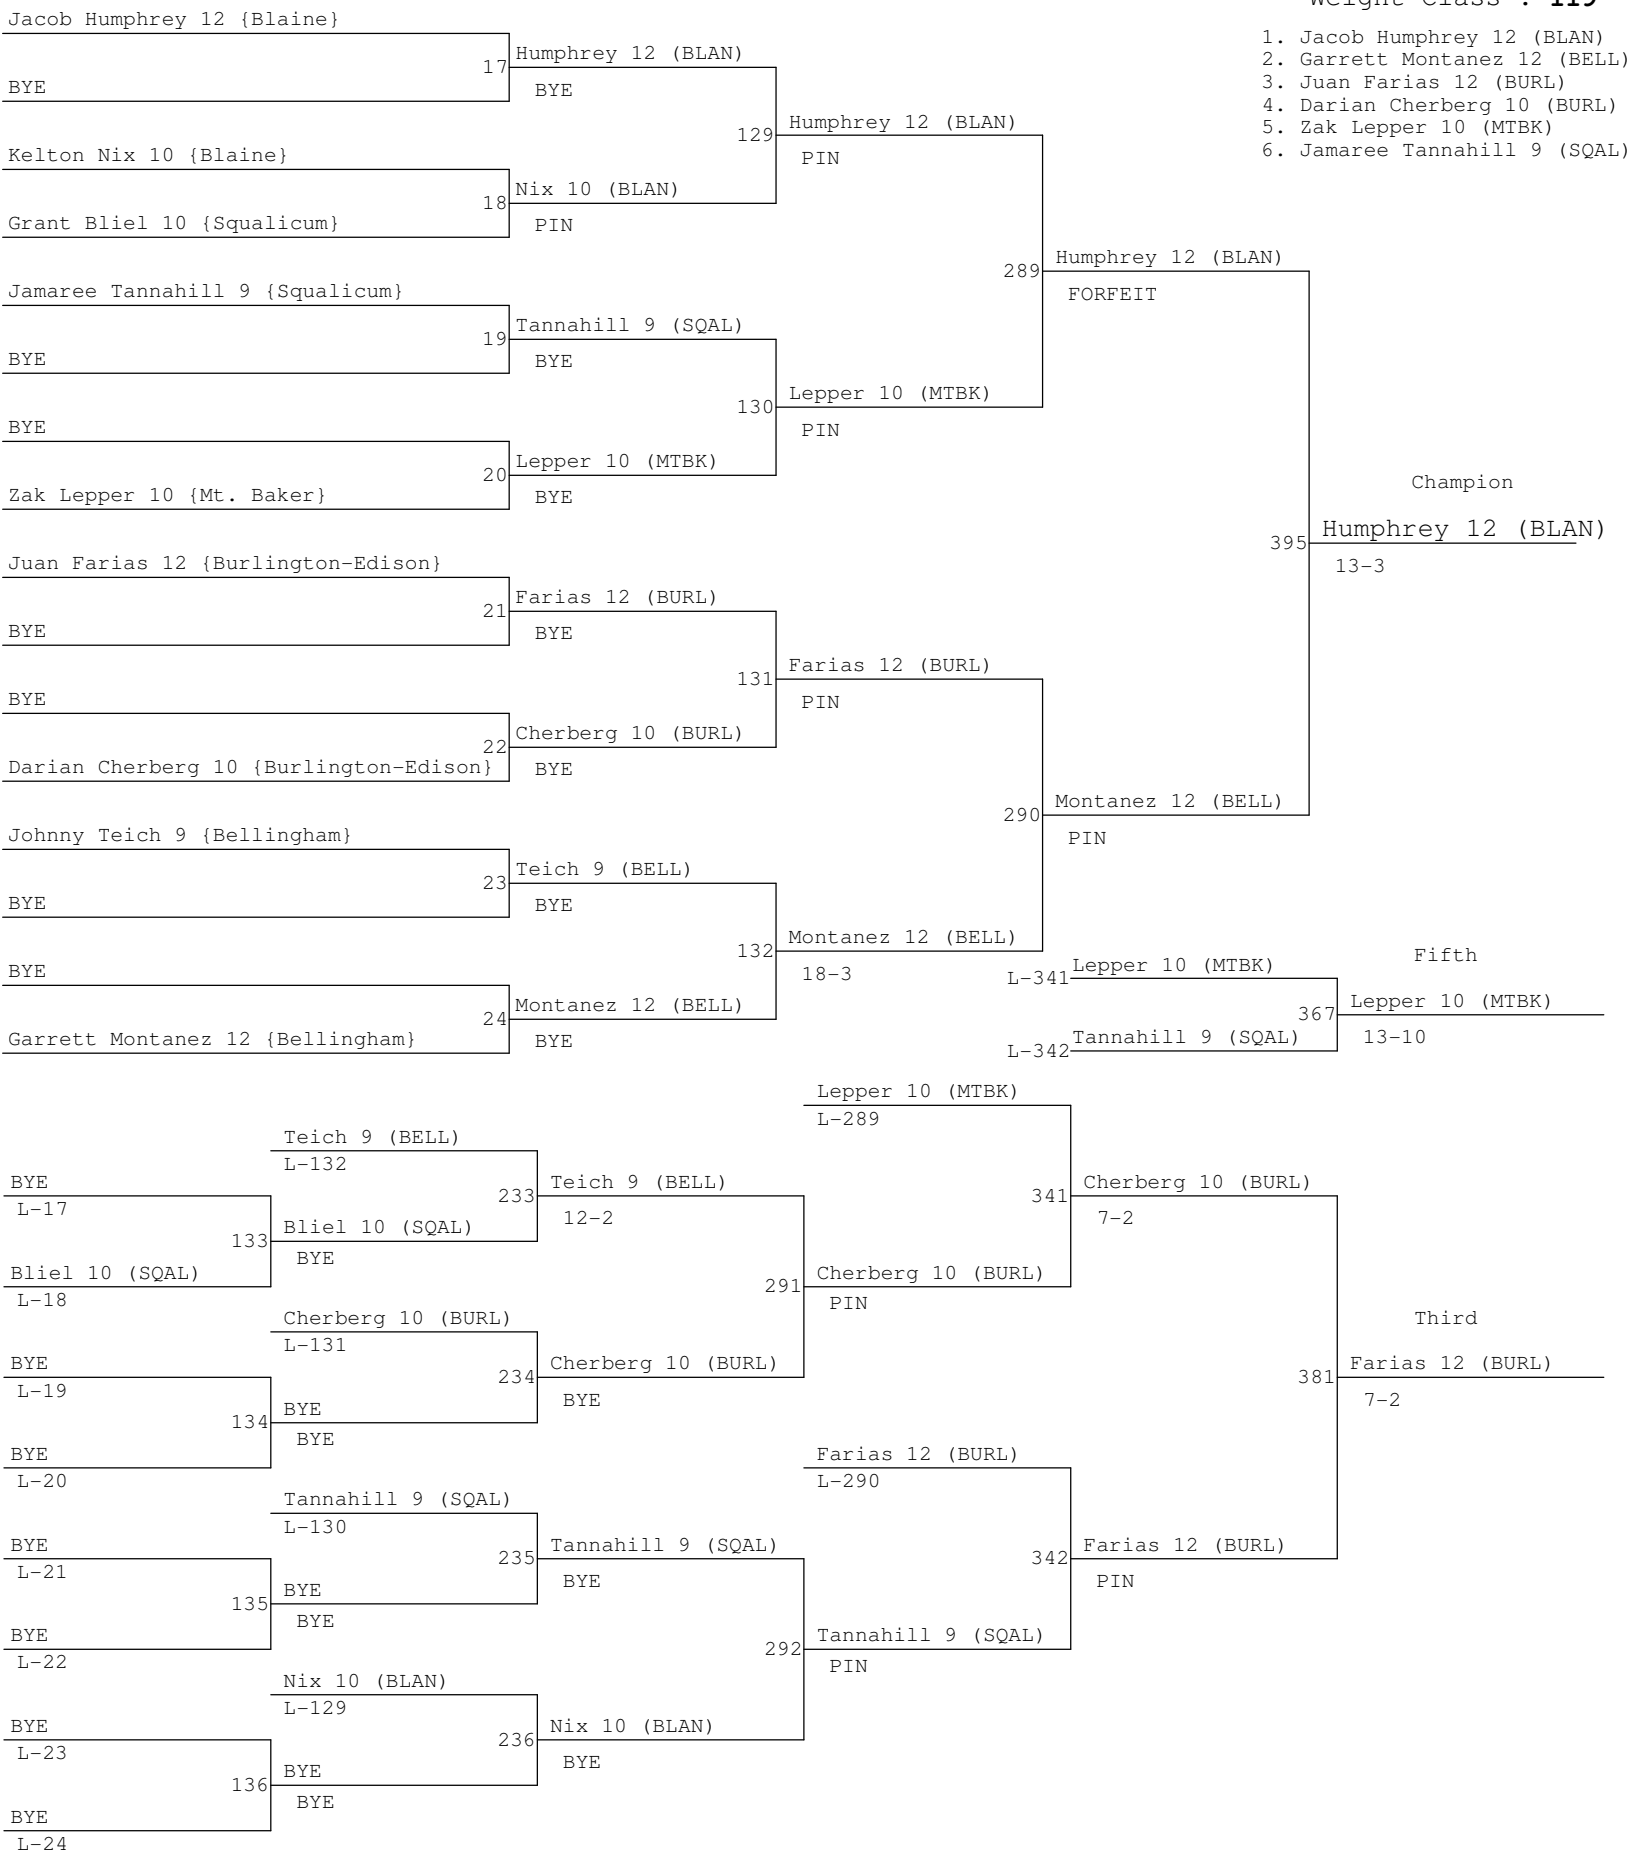 Weight Class : 119
1. Jacob Humphrey 12 (BLAN)
2. Garrett Montanez 12 (BELL)
3. Juan Farias 12 (BURL)
4. Darian Cherberg 10 (BURL)
5. Zak Lepper 10 (MTBK)
6. Jamaree Tannahill 9 (SQAL)
Jacob Humphrey 12 {Blaine}
BYE
Kelton Nix 10 {Blaine}
Grant Bliel 10 {Squalicum}
Jamaree Tannahill 9 {Squalicum}
BYE
BYE
Zak Lepper 10 {Mt. Baker}
Juan Farias 12 {Burlington-Edison}
BYE
BYE
Darian Cherberg 10 {Burlington-Edison}
Johnny Teich 9 {Bellingham}
BYE
BYE
Garrett Montanez 12 {Bellingham}
17 Humphrey 12 (BLAN)
BYE
18 Nix 10 (BLAN)
PIN
19 Tannahill 9 (SQAL)
BYE
20 Lepper 10 (MTBK)
BYE
21 Farias 12 (BURL)
BYE
22 Cherberg 10 (BURL)
BYE
23 Teich 9 (BELL)
BYE
24 Montanez 12 (BELL)
BYE
129 Humphrey 12 (BLAN)
PIN
130 Lepper 10 (MTBK)
PIN
131 Farias 12 (BURL)
PIN
132 Montanez 12 (BELL)
18-3
289 Humphrey 12 (BLAN)
FORFEIT
290 Montanez 12 (BELL)
PIN
Champion
395 Humphrey 12 (BLAN)
13-3
Fifth
L-341 Lepper 10 (MTBK)
L-342 Tannahill 9 (SQAL)
367 Lepper 10 (MTBK)
13-10
BYE
L-17
Bliel 10 (SQAL)
L-18
BYE
L-19
BYE
L-20
BYE
L-21
BYE
L-22
BYE
L-23
BYE
L-24
Teich 9 (BELL)
L-132
133 Bliel 10 (SQAL)
BYE
Cherberg 10 (BURL)
L-131
134 BYE
BYE
Tannahill 9 (SQAL)
L-130
135 BYE
BYE
Nix 10 (BLAN)
L-129
136 BYE
BYE
233 Teich 9 (BELL)
12-2
234 Cherberg 10 (BURL)
BYE
235 Tannahill 9 (SQAL)
BYE
236 Nix 10 (BLAN)
BYE
Lepper 10 (MTBK)
L-289
291 Cherberg 10 (BURL)
PIN
Farias 12 (BURL)
L-290
292 Tannahill 9 (SQAL)
PIN
341 Cherberg 10 (BURL)
7-2
342 Farias 12 (BURL)
PIN
Third
381 Farias 12 (BURL)
7-2